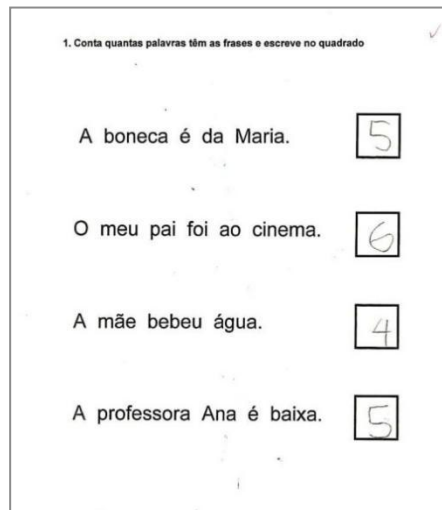 1. Conta quantas palavras têm as frases e escreve no quadrado
A boneca é da Maria. 5
O meu pai foi ao cinema. 6
A mãe bebeu água. 4
A professora Ana é baixa. 5